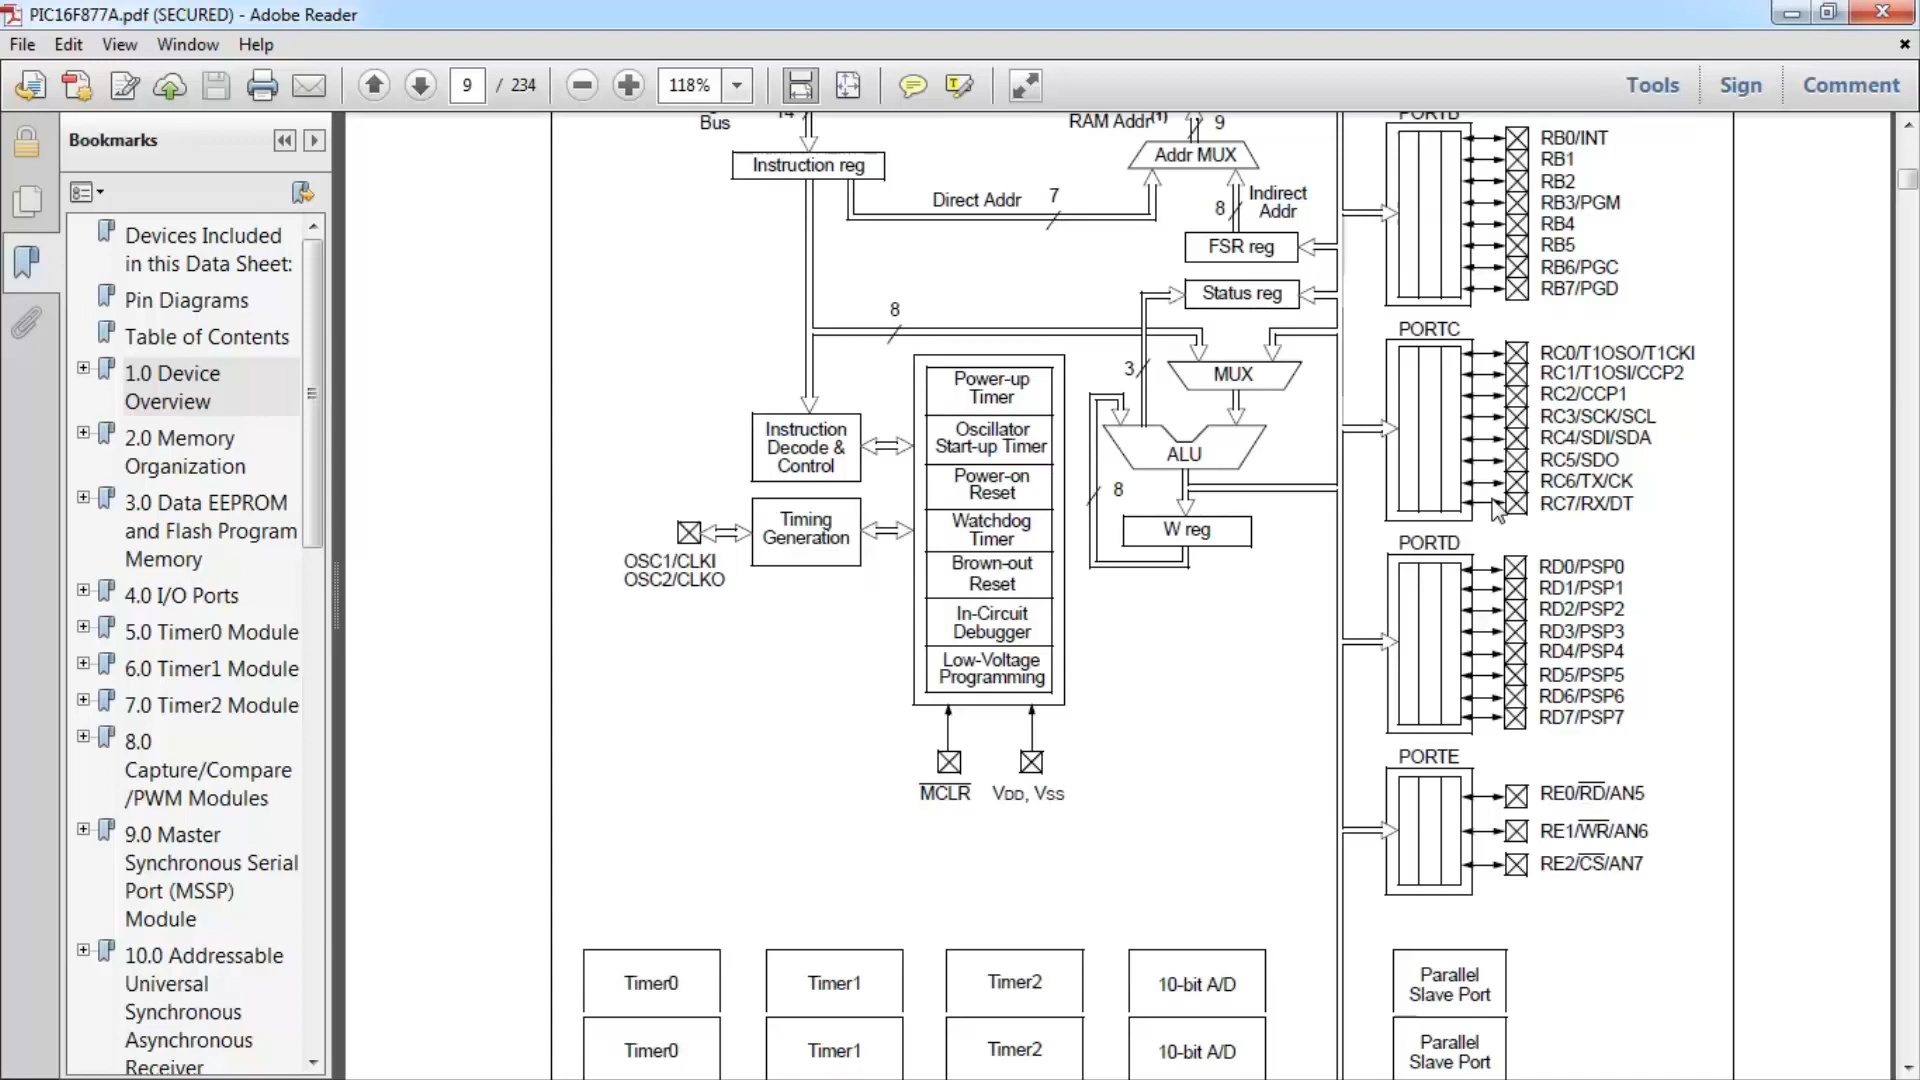 PIC16F877A.pdf (SECURED) - Adobe Reader
File Edit View Window Help
9 / 234 118% Tools Sign Comment
Bookmarks
Devices Included
in this Data Sheet:
Pin Diagrams
Table of Contents
1.0 Device
Overview
2.0 Memory
Organization
3.0 Data EEPROM
and Flash Program
Memory
4.0 I/O Ports
5.0 Timer0 Module
6.0 Timer1 Module
7.0 Timer2 Module
8.0
Capture/Compare
/PWM Modules
9.0 Master
Synchronous Serial
Port (MSSP)
Module
10.0 Addressable
Universal
Synchronous
Asynchronous
Receiver
Bus
14
RAM Addr(1)
9
Instruction reg
Addr MUX
Direct Addr
7
8
Indirect
Addr
FSR reg
Status reg
8
3
MUX
Instruction
Decode &
Control
Timing
Generation
OSC1/CLKI
OSC2/CLKO
Power-up
Timer
Oscillator
Start-up Timer
Power-on
Reset
Watchdog
Timer
Brown-out
Reset
In-Circuit
Debugger
Low-Voltage
Programming
ALU
8
W reg
MCLR
VDD, VSS
PORTB
RB0/INT
RB1
RB2
RB3/PGM
RB4
RB5
RB6/PGC
RB7/PGD
PORTC
RC0/T1OSO/T1CKI
RC1/T1OSI/CCP2
RC2/CCP1
RC3/SCK/SCL
RC4/SDI/SDA
RC5/SDO
RC6/TX/CK
RC7/RX/DT
PORTD
RD0/PSP0
RD1/PSP1
RD2/PSP2
RD3/PSP3
RD4/PSP4
RD5/PSP5
RD6/PSP6
RD7/PSP7
PORTE
RE0/RD/AN5
RE1/WR/AN6
RE2/CS/AN7
Timer0
Timer1
Timer2
10-bit A/D
Parallel
Slave Port
Timer0
Timer1
Timer2
10-bit A/D
Parallel
Slave Port